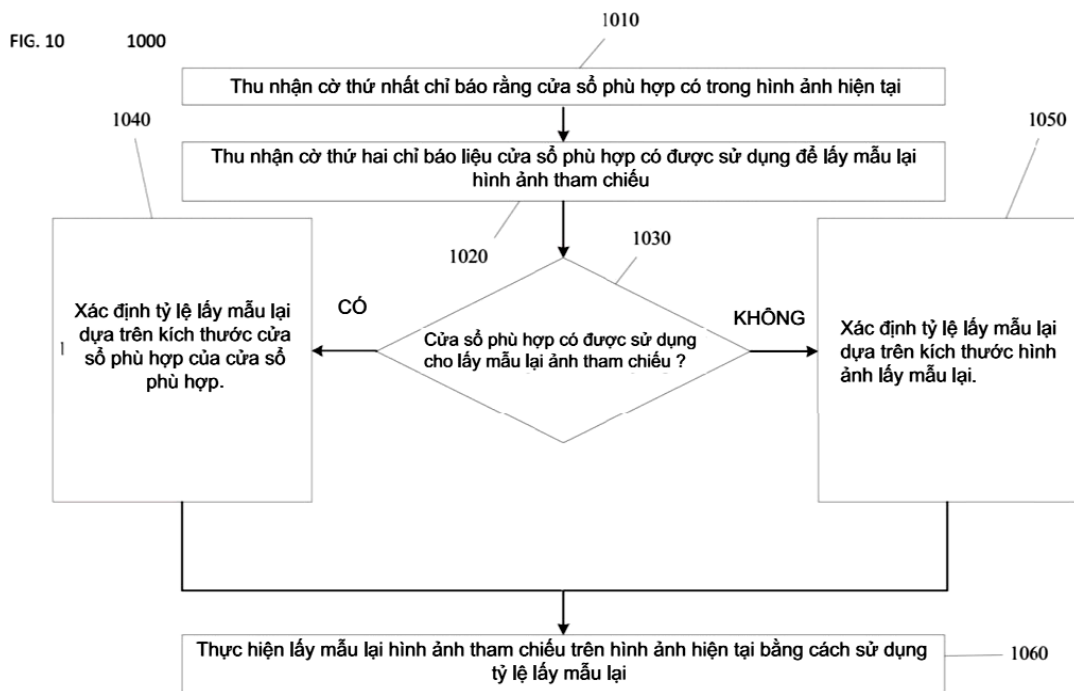 1010
FIG. 10 1000
Thu nhận cờ thứ nhất chỉ báo rằng cửa sổ phù hợp có trong hình ảnh hiện tại
1040
1050
Thu nhận cờ thứ hai chỉ báo liệu cửa sổ phù hợp có được sử dụng để lấy mẫu lại
hình ảnh tham chiếu
1020
1030
CÓ
KHÔNG
Xác định tỷ lệ lấy mẫu lại
dựa trên kích thước cửa
sổ phù hợp của cửa sổ
phù hợp.
Cửa sổ phù hợp có được sử dụng
cho lấy mẫu lại ảnh tham chiếu ?
Xác định tỷ lệ lấy mẫu lại
dựa trên kích thước hình
ảnh lấy mẫu lại.
Thực hiện lấy mẫu lại hình ảnh tham chiếu trên hình ảnh hiện tại bằng cách sử dụng
tỷ lệ lấy mẫu lại
1060